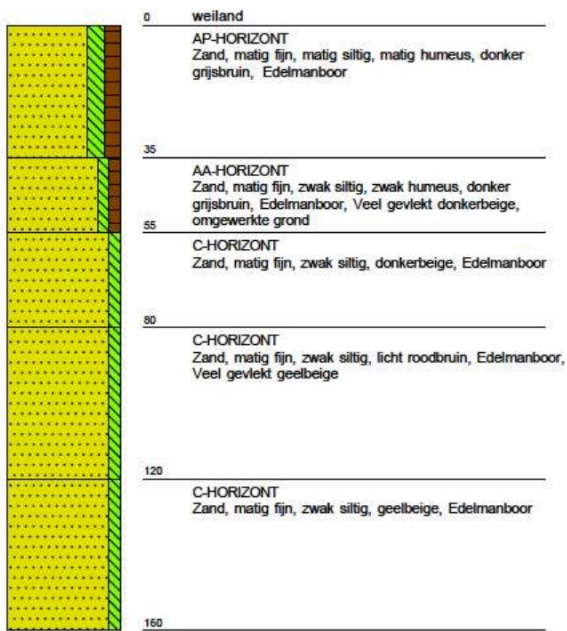 0 weiland
AP-HORIZONT
Zand, matig fijn, matig siltig, matig humeus, donker
grijsbruin, Edelmanboor
35
AA-HORIZONT
Zand, matig fijn, zwak siltig, zwak humeus, donker
grijsbruin, Edelmanboor, Veel gevlekt donkerbeige,
omgewerkte grond
55
C-HORIZONT
Zand, matig fijn, zwak siltig, donkerbeige, Edelmanboor
80
C-HORIZONT
Zand, matig fijn, zwak siltig, licht roodbruin, Edelmanboor,
Veel gevlekt geelbeige
120
C-HORIZONT
Zand, matig fijn, zwak siltig, geelbeige, Edelmanboor
160